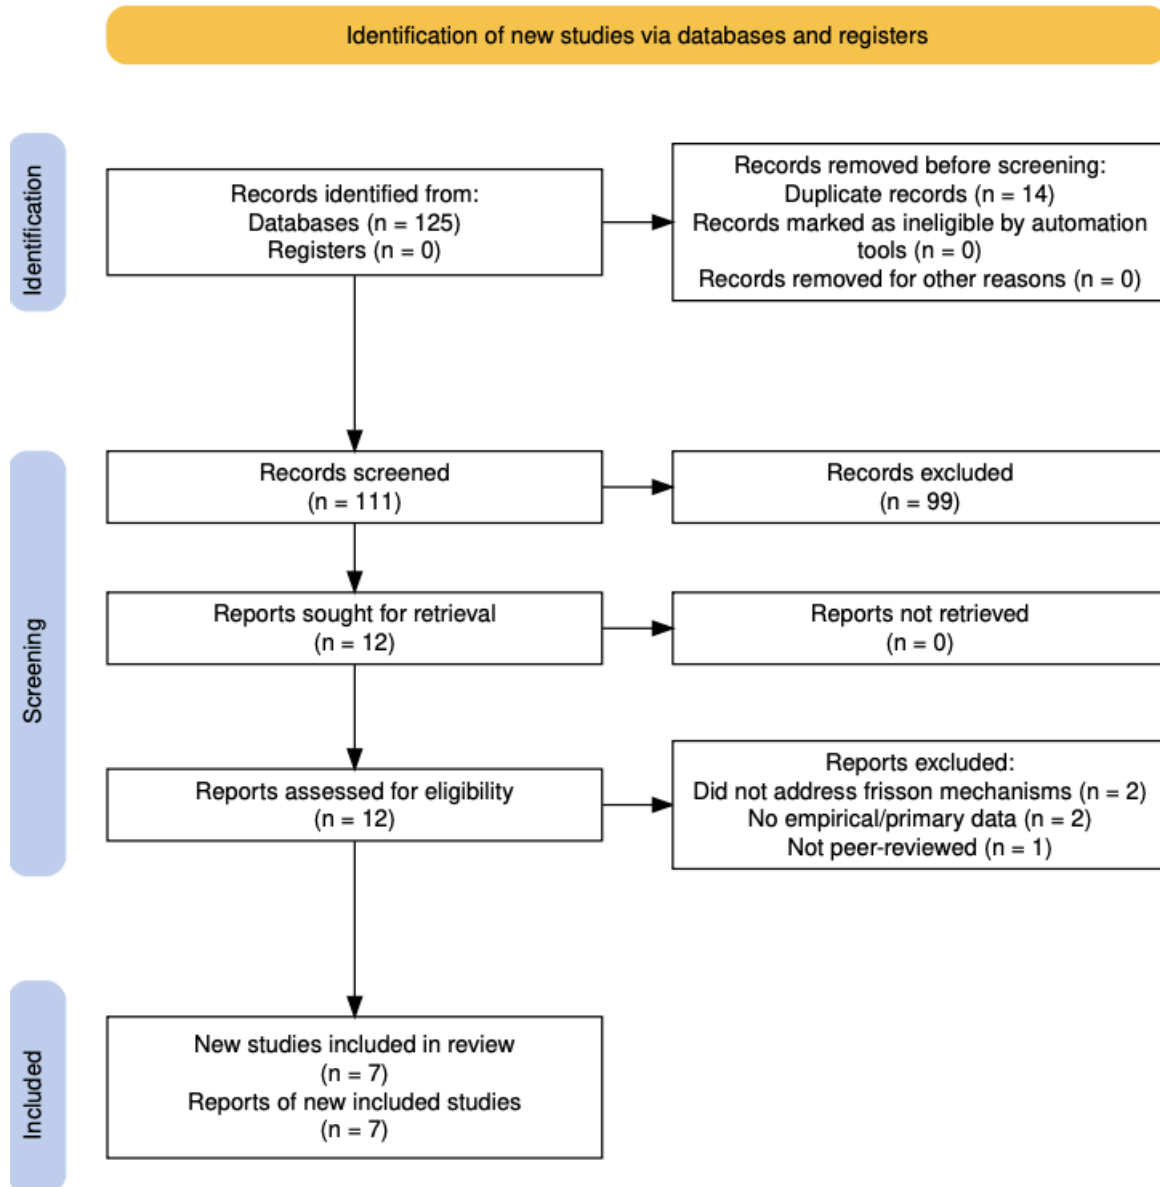 Identification of new studies via databases and registers
Identification
Records identified from:
Databases (n = 125)
Registers (n = 0)
Records removed before screening:
Duplicate records (n = 14)
Records marked as ineligible by automation
tools (n = 0)
Records removed for other reasons (n = 0)
Screening
Records screened
(n = 111)
Records excluded
(n = 99)
Reports sought for retrieval
(n = 12)
Reports not retrieved
(n = 0)
Reports assessed for eligibility
(n = 12)
Reports excluded:
Did not address frisson mechanisms (n = 2)
No empirical/primary data (n = 2)
Not peer-reviewed (n = 1)
Included
New studies included in review
(n = 7)
Reports of new included studies
(n = 7)